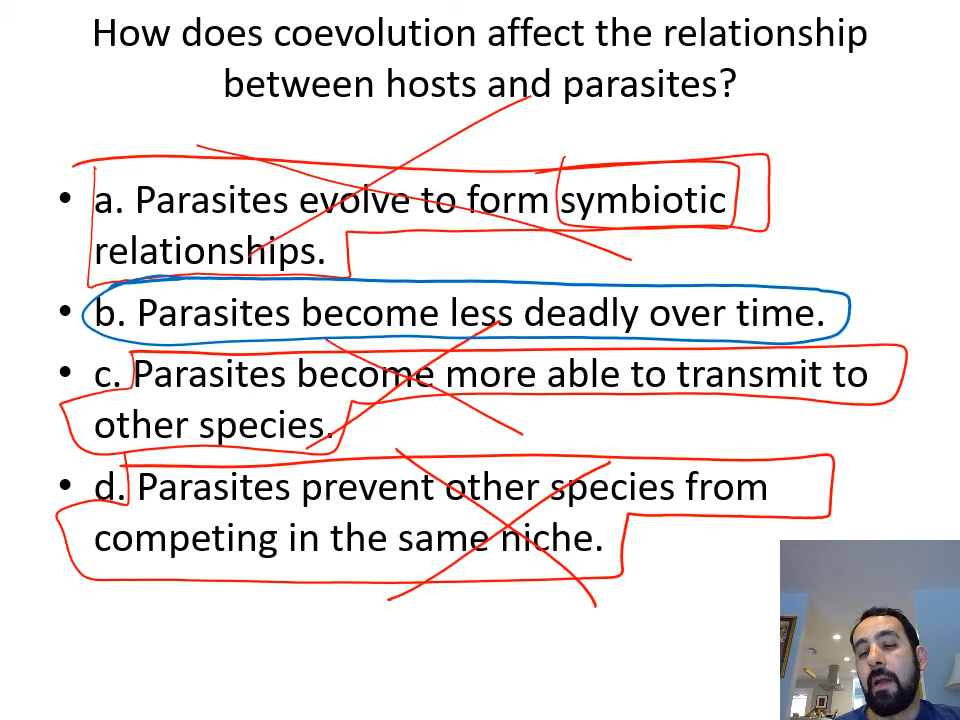 How does coevolution affect the relationship
between hosts and parasites?
• a. Parasites evolve to form symbiotic
relationships.
• b. Parasites become less deadly over time.
• c. Parasites become more able to transmit to
other species.
• d. Parasites prevent other species from
competing in the same niche.